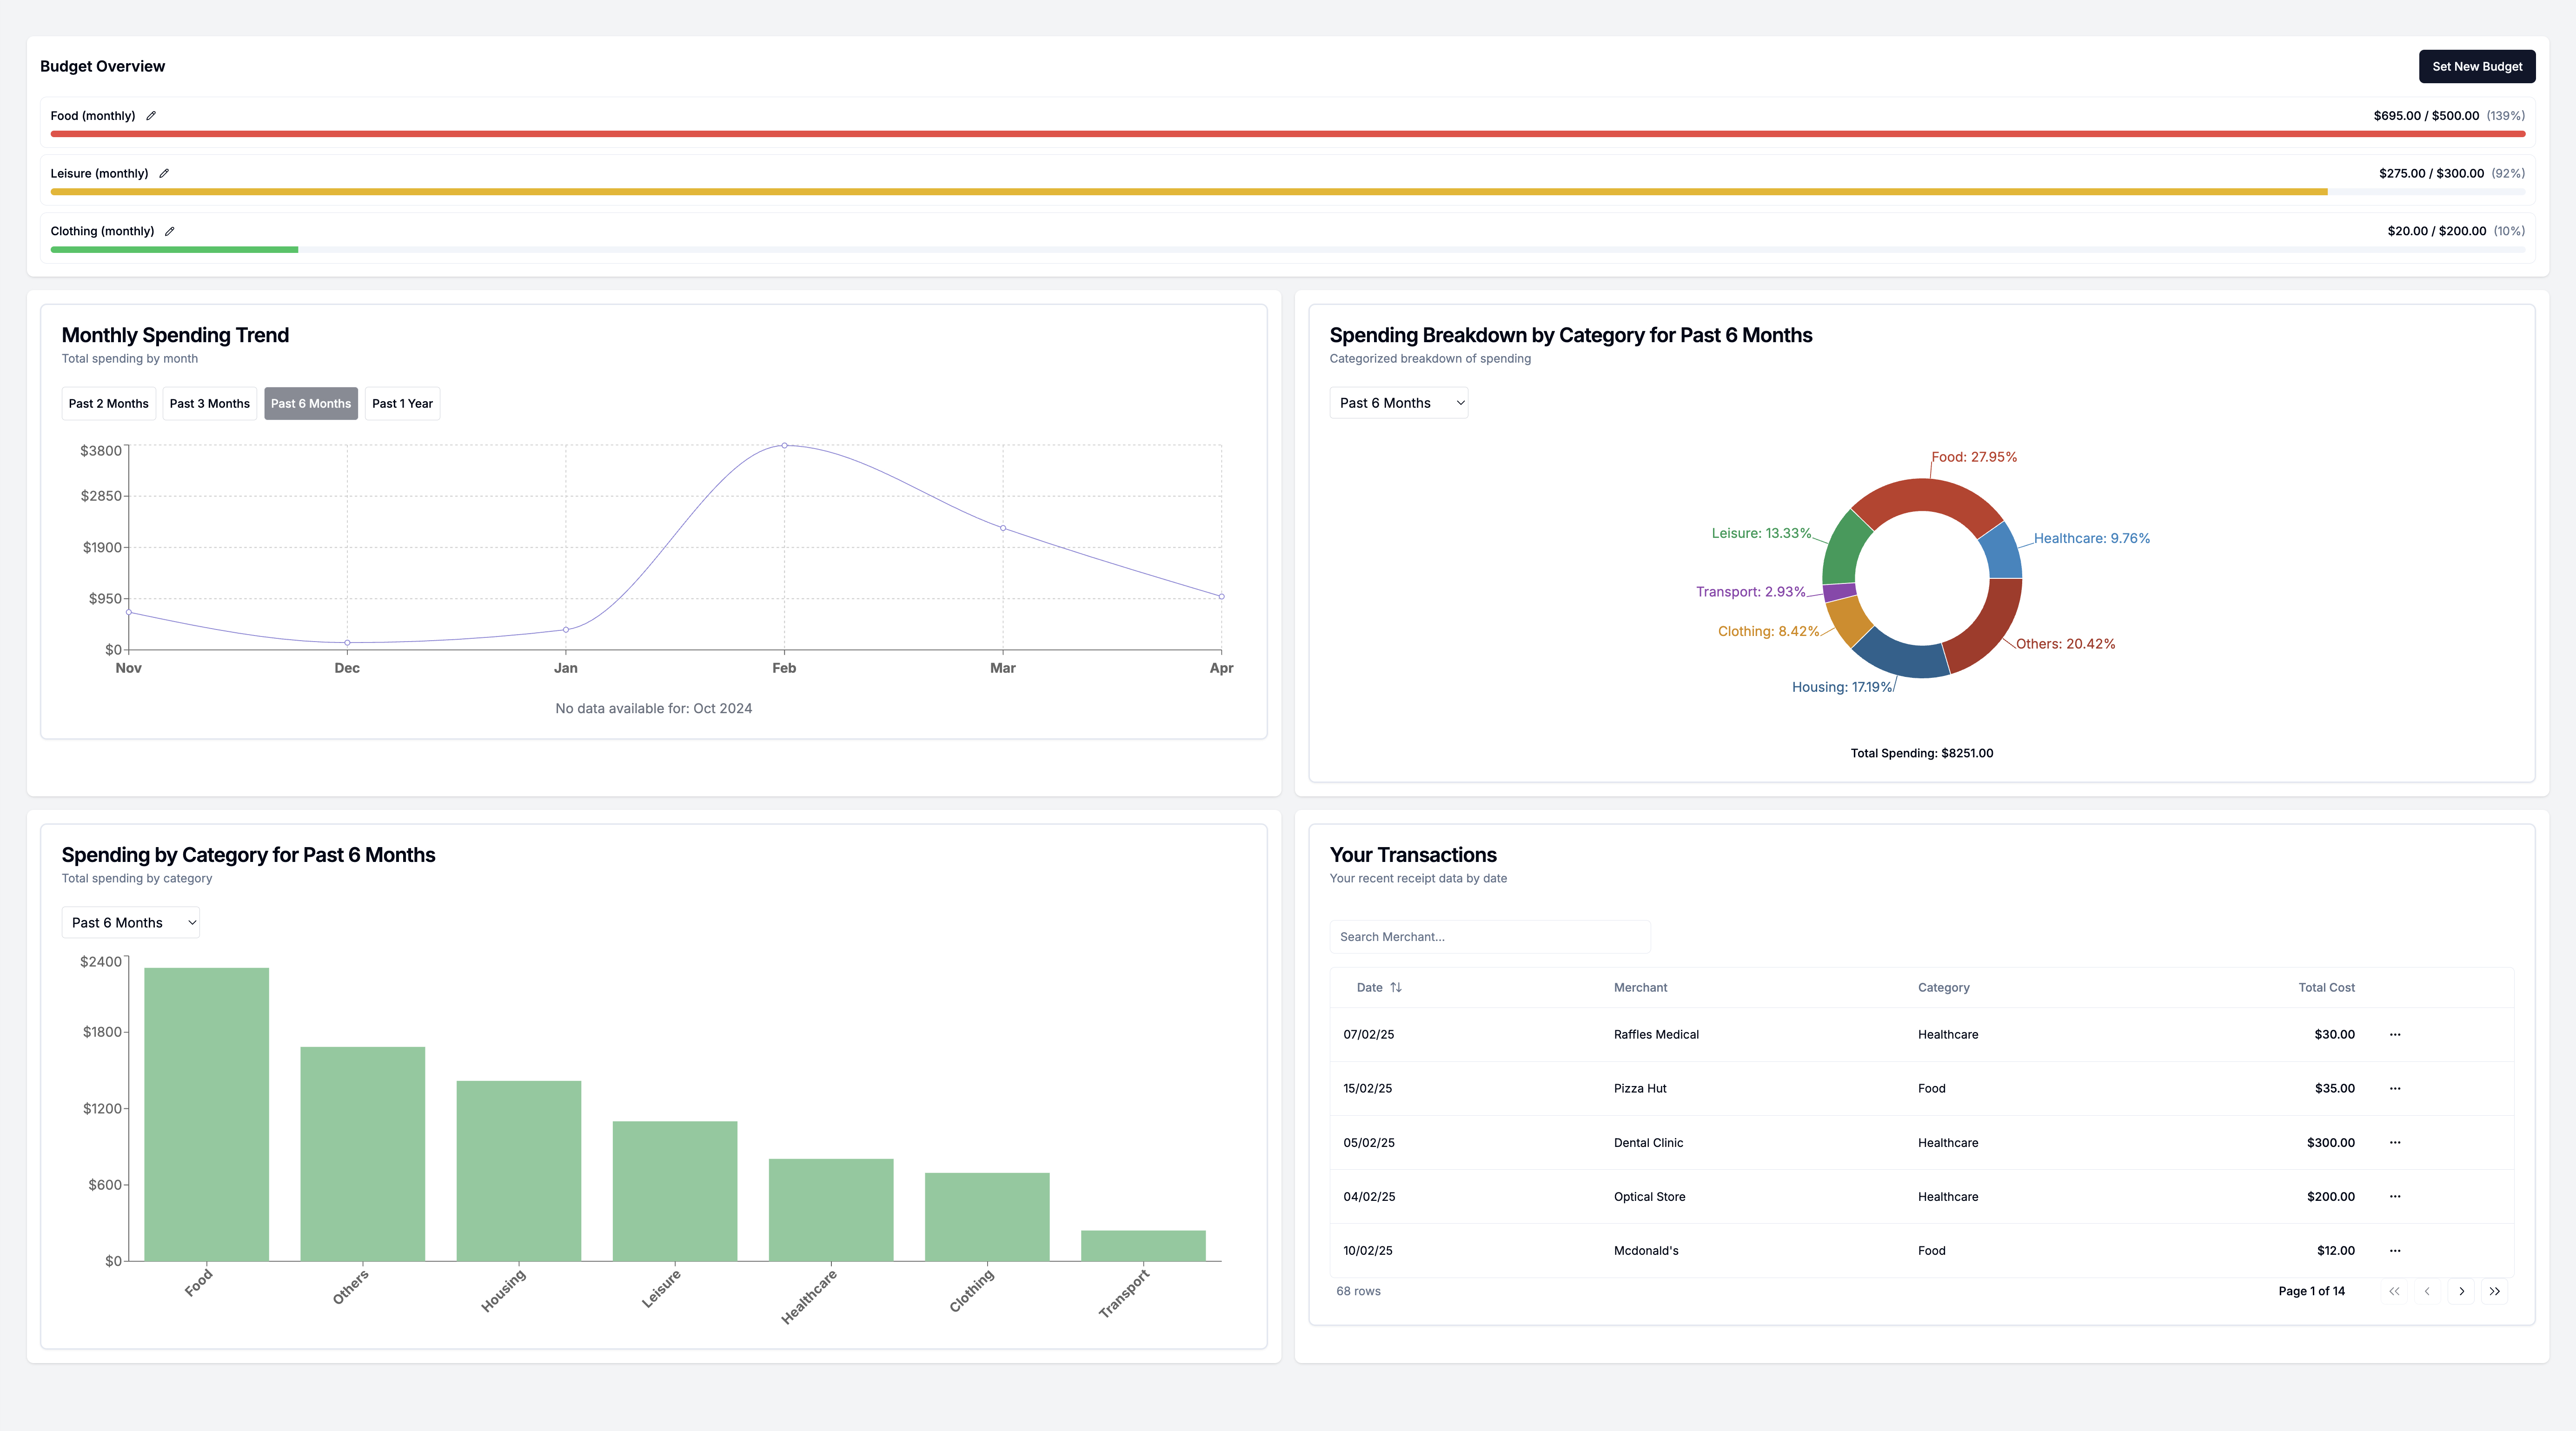 Budget Overview
Set New Budget
Food (monthly)
$695.00 / $500.00 (139%)
Leisure (monthly)
$275.00 / $300.00 (92%)
Clothing (monthly)
$20.00 / $200.00 (10%)
Monthly Spending Trend
Total spending by month
Past 2 Months Past 3 Months Past 6 Months Past 1 Year
$3800
$2850
$1900
$950
$0
Nov Dec Jan Feb Mar Apr
No data available for: Oct 2024
Spending Breakdown by Category for Past 6 Months
Categorized breakdown of spending
Past 6 Months
Food: 27.95%
Leisure: 13.33%
Healthcare: 9.76%
Transport: 2.93%
Clothing: 8.42%
Others: 20.42%
Housing: 17.19%
Total Spending: $8251.00
Spending by Category for Past 6 Months
Total spending by category
Past 6 Months
$2400
$1800
$1200
$600
$0
Food Others Housing Leisure Healthcare Clothing Transport
Your Transactions
Your recent receipt data by date
Search Merchant...
Date Merchant Category Total Cost
07/02/25 Raffles Medical Healthcare $30.00 ...
15/02/25 Pizza Hut Food $35.00 ...
05/02/25 Dental Clinic Healthcare $300.00 ...
04/02/25 Optical Store Healthcare $200.00 ...
10/02/25 Mcdonald's Food $12.00 ...
68 rows
Page 1 of 14